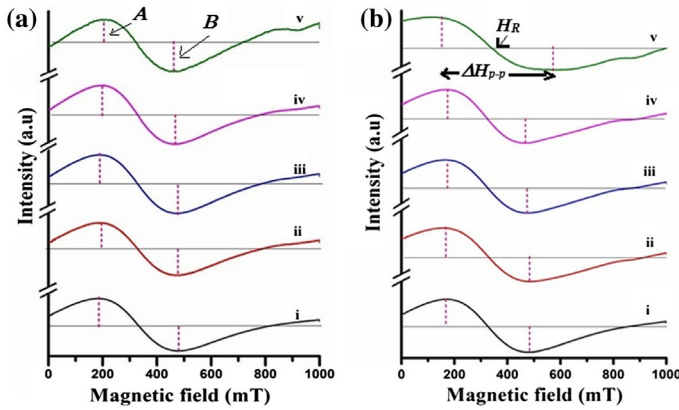 (a)
A
B
v
iv
iii
ii
i
Intensity (a.u)
0 200 400 600 800 1000
Magnetic field (mT)
(b)
H_R
v
ΔH_{p-p}
iv
iii
ii
i
Intensity (a.u)
0 200 400 600 800 1000
Magnetic field (mT)